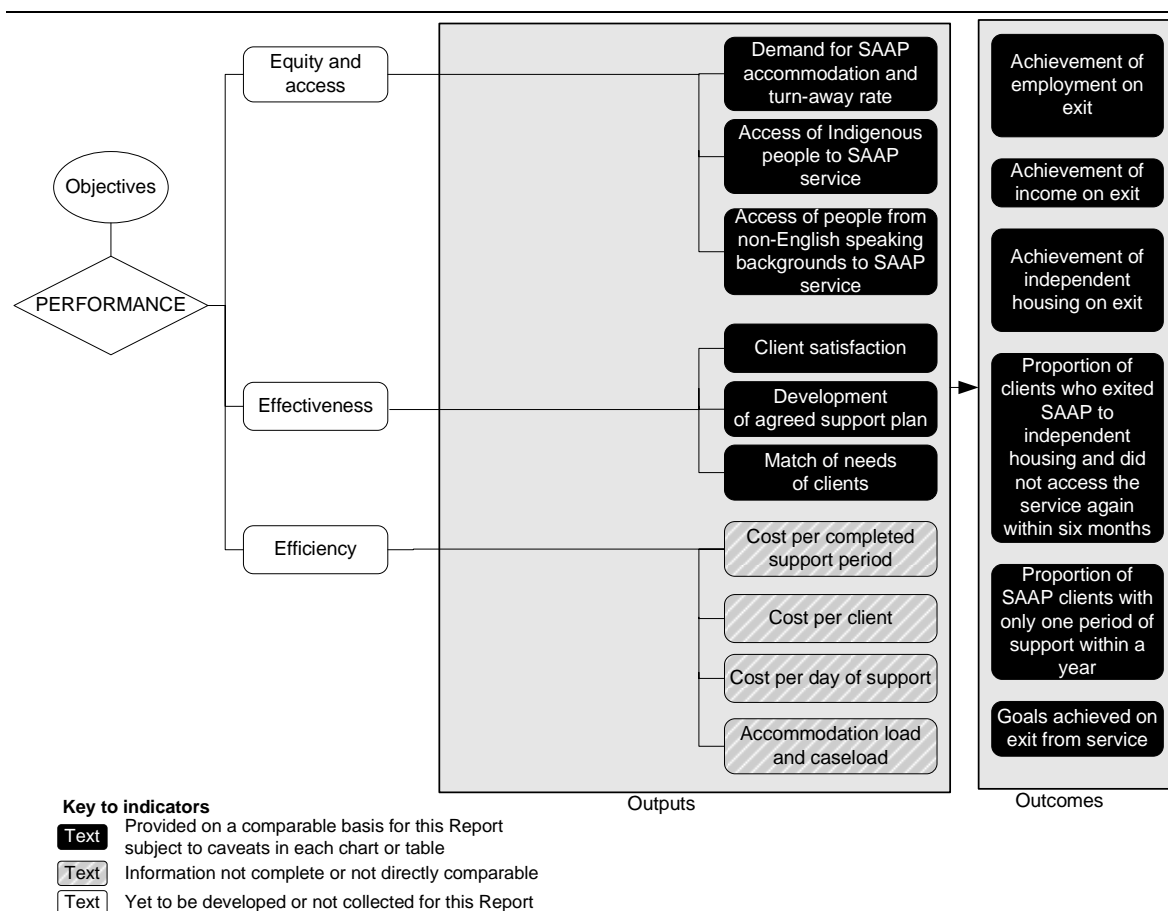 Objectives
PERFORMANCE
Equity and
access
Effectiveness
Efficiency
Demand for SAAP
accommodation and
turn-away rate
Access of Indigenous
people to SAAP
service
Access of people from
non-English speaking
backgrounds to SAAP
service
Client satisfaction
Development
of agreed support plan
Match of needs
of clients
Cost per completed
support period
Cost per client
Cost per day of support
Accommodation load
and caseload
Outputs
Achievement of
employment on
exit
Achievement of
income on exit
Achievement of
independent
housing on exit
Proportion of
clients who exited
SAAP to
independent
housing and did
not access the
service again
within six months
Proportion of
SAAP clients with
only one period of
support within a
year
Goals achieved on
exit from service
Outcomes
Key to indicators
Text Provided on a comparable basis for this Report
subject to caveats in each chart or table
Text Information not complete or not directly comparable
Text Yet to be developed or not collected for this Report